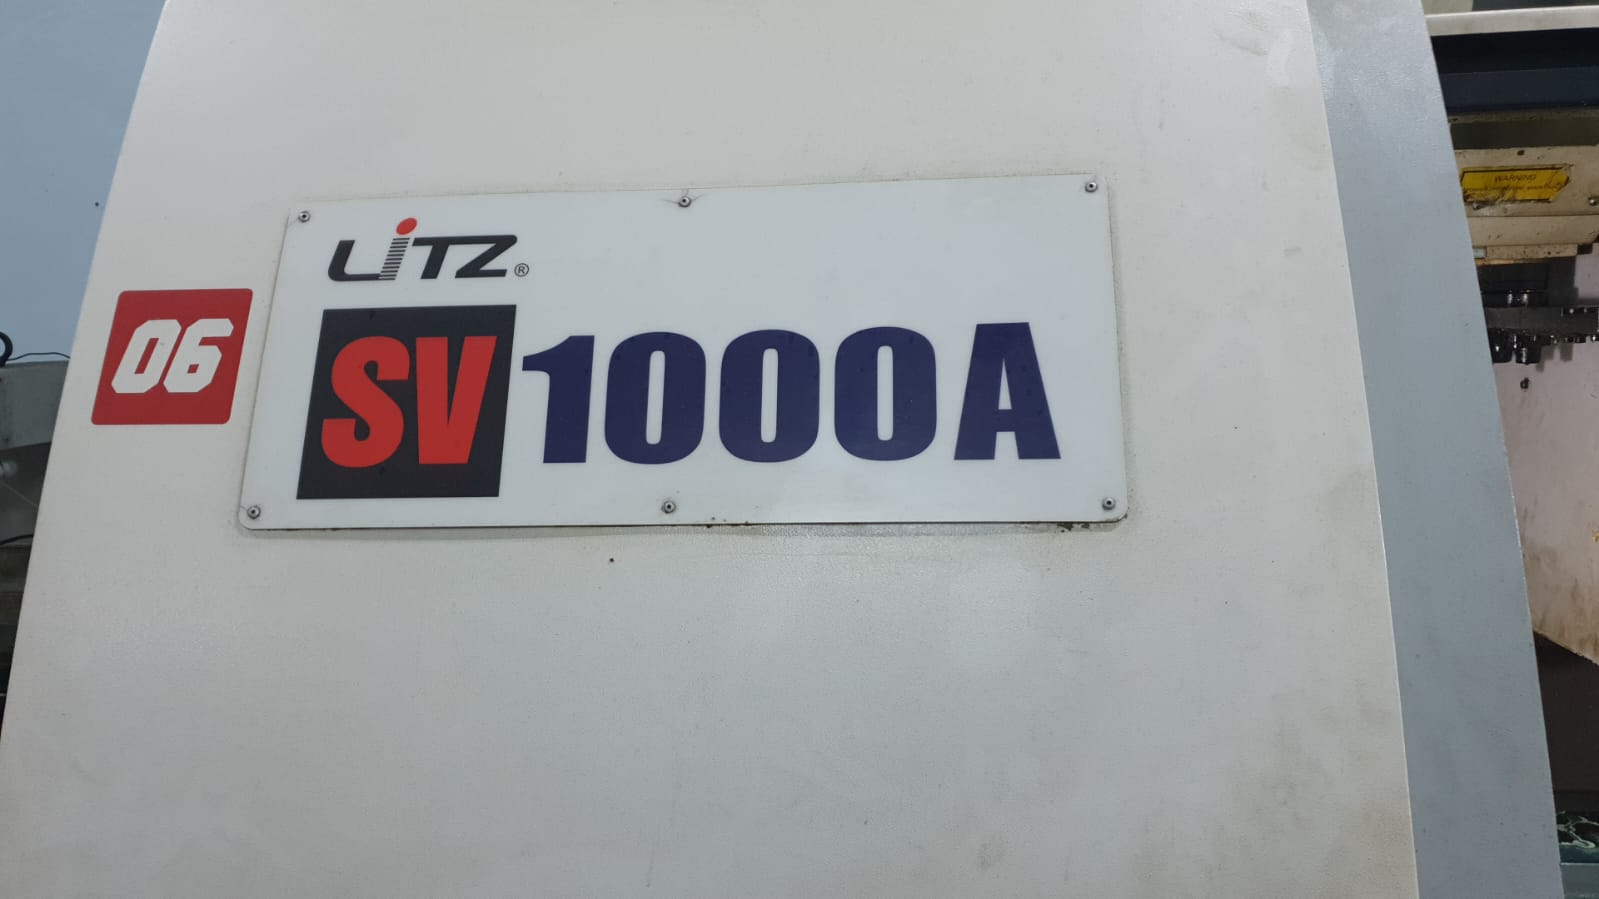 LiTZ®
06
SV1000A
WARNING